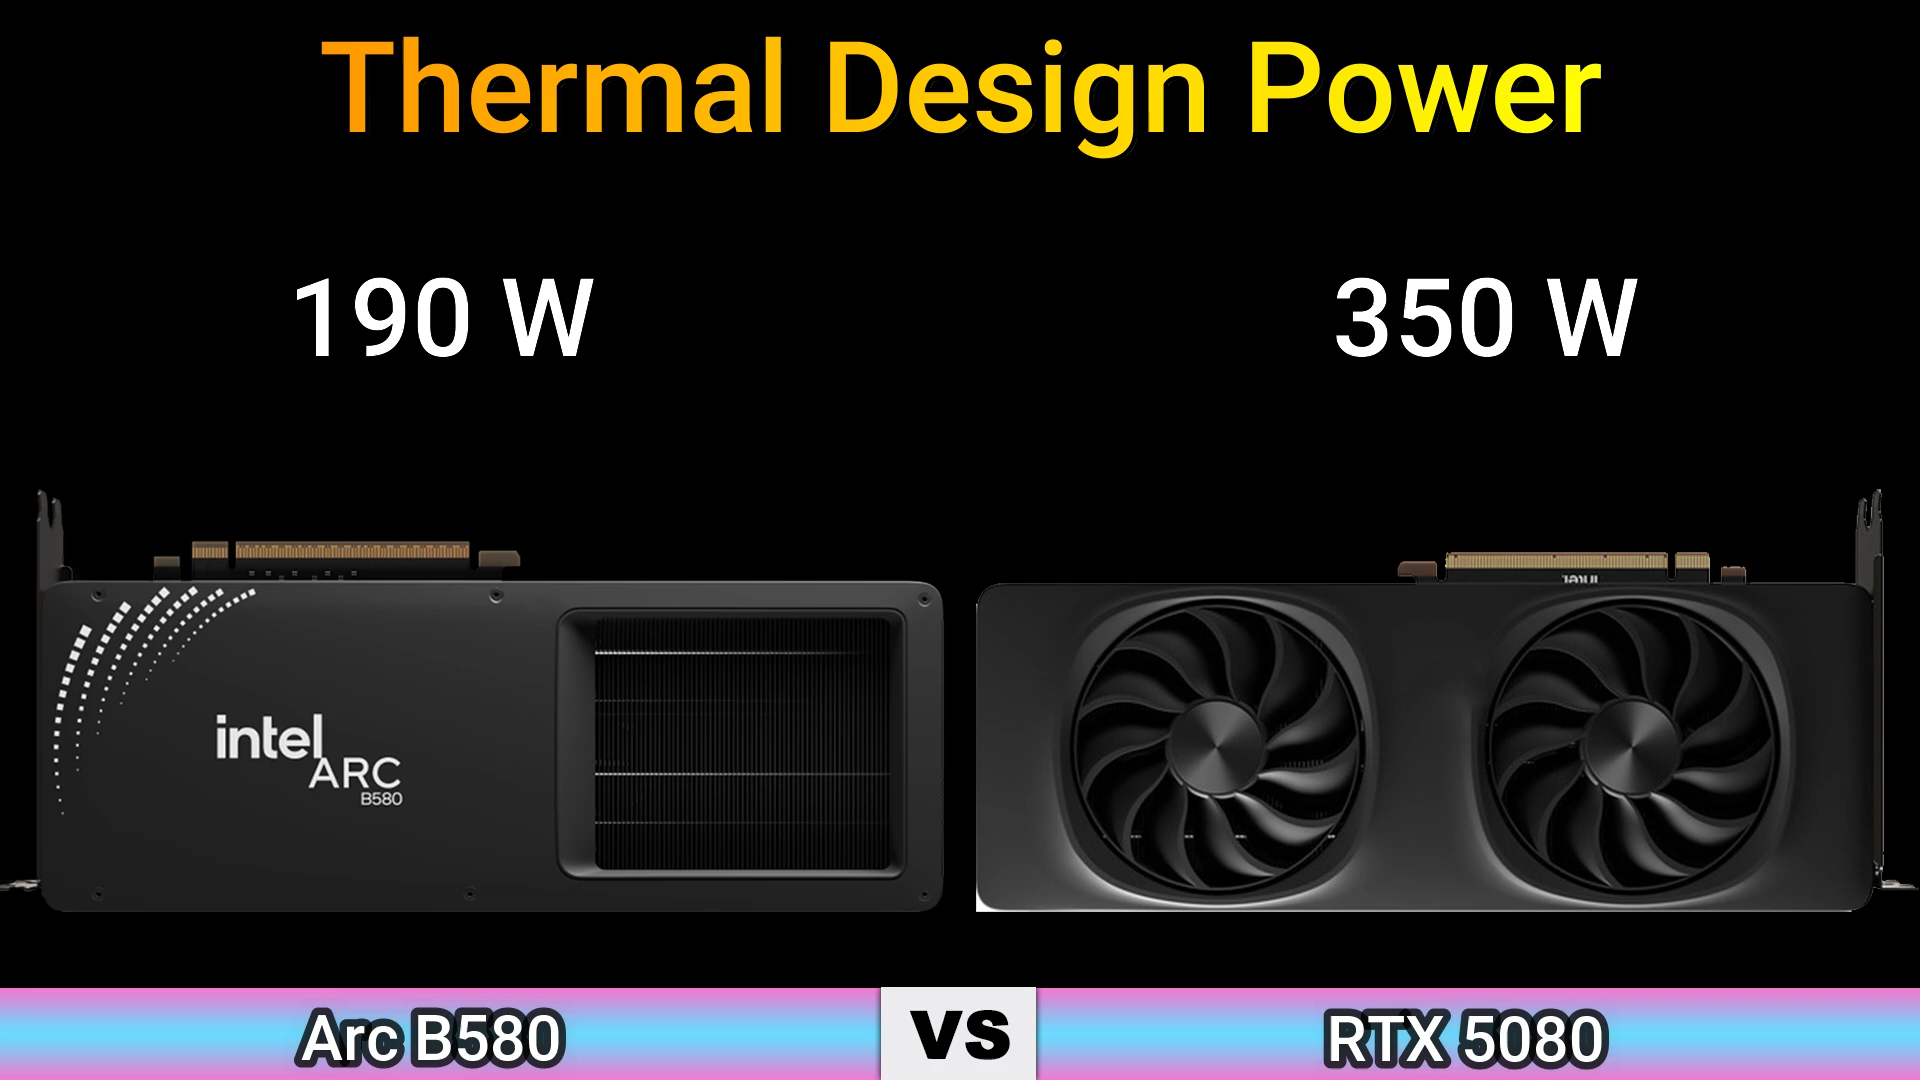 Thermal Design Power
190 W
350 W
intel
ARC
B580
Arc B580
VS
RTX 5080